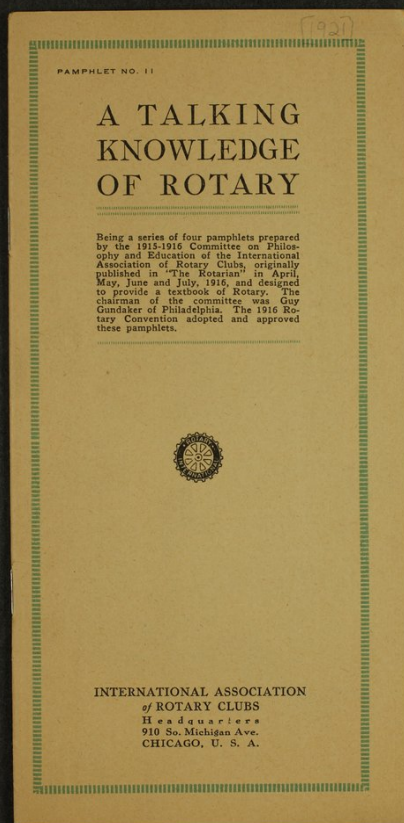 [1921]
PAMPHLET NO. 11
A TALKING
KNOWLEDGE
OF ROTARY
Being a series of four pamphlets prepared
by the 1915-1916 Committee on Philos-
ophy and Education of the International
Association of Rotary Clubs, originally
published in "The Rotarian" in April,
May, June and July, 1916, and designed
to provide a textbook of Rotary. The
chairman of the committee was Guy
Gundaker of Philadelphia. The 1916 Ro-
tary Convention adopted and approved
these pamphlets.
ROTARY
INTERNATIONAL
INTERNATIONAL ASSOCIATION
of ROTARY CLUBS
Headquarters
910 So. Michigan Ave.
CHICAGO, U. S. A.